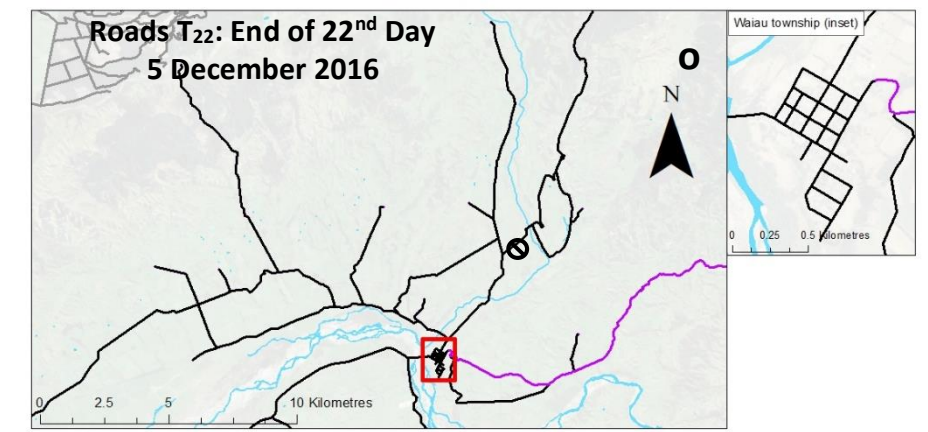 Roads T₂₂: End of 22ⁿᵈ Day
5 December 2016
o
N
0 2.5 5 10 Kilometres
Waiau township (inset)
0 0.25 0.5 Kilometres